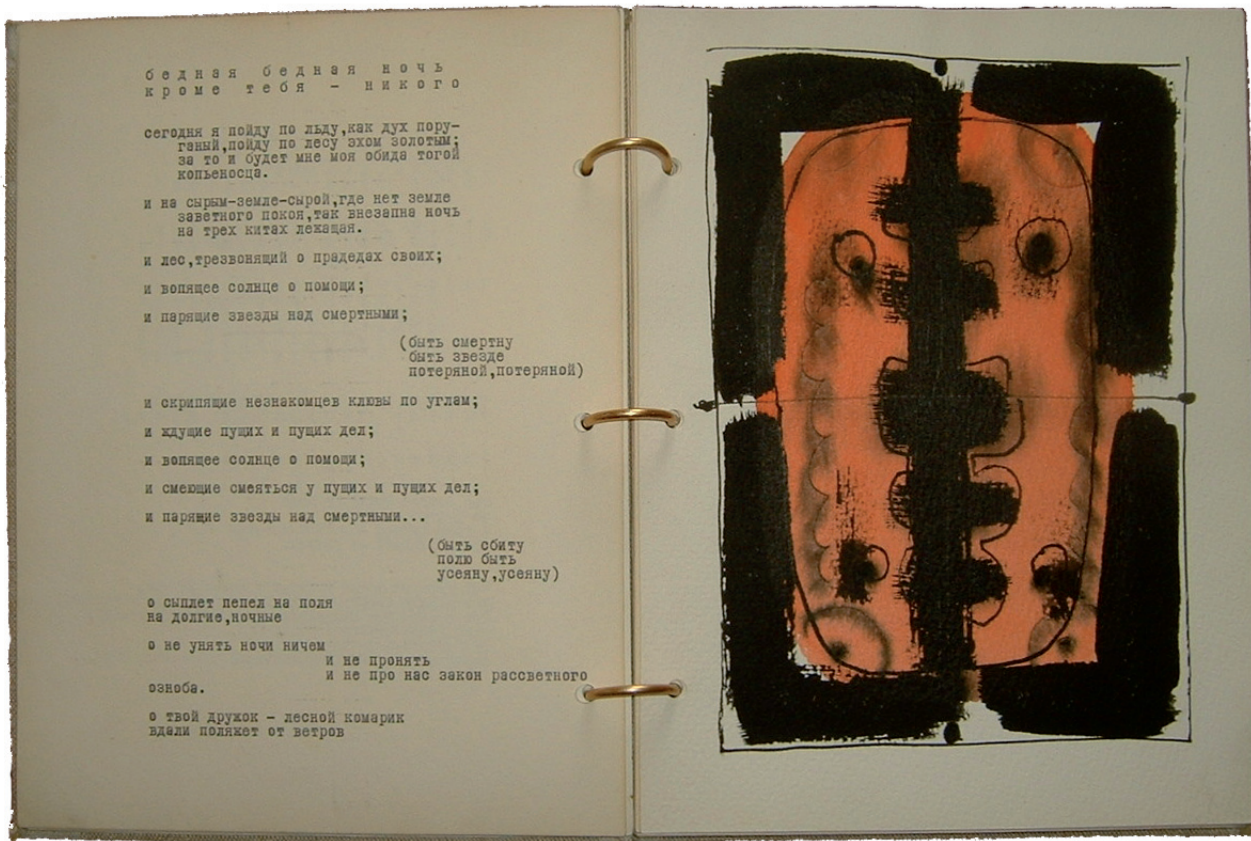 бедная бедная ночь
кроме тебя - никого
сегодня я пойду по льду,как дух пору-
ганый,пойду по лесу эхом золотым;
за то и будет мне моя обида тогой
копьеносца.
и на сырым-земле-сырой,где нет земле
заветного покоя,так внезапна ночь
на трех китах лежащая.
и лес,трезвонящий о прадедах своих;
и вопящее солнце о помощи;
и парящие звезды над смертными;
(быть смертну
быть звезде
потеряной,потеряной)
и скрипящие незнакомцев клювы по углам;
и ждущие пущих и пущих дел;
и вопящее солнце о помощи;
и смеющие смеяться у пущих и пущих дел;
и парящие звезды над смертными...
(быть сбиту
полю быть
усеяну,усеяну)
о сыплет пепел на поля
на долгие,ночные
о не унять ночи ничем
и не пронять
и не про нас закон рассветного
озноба.
о твой дружок - лесной комарик
вдали поляжет от ветров